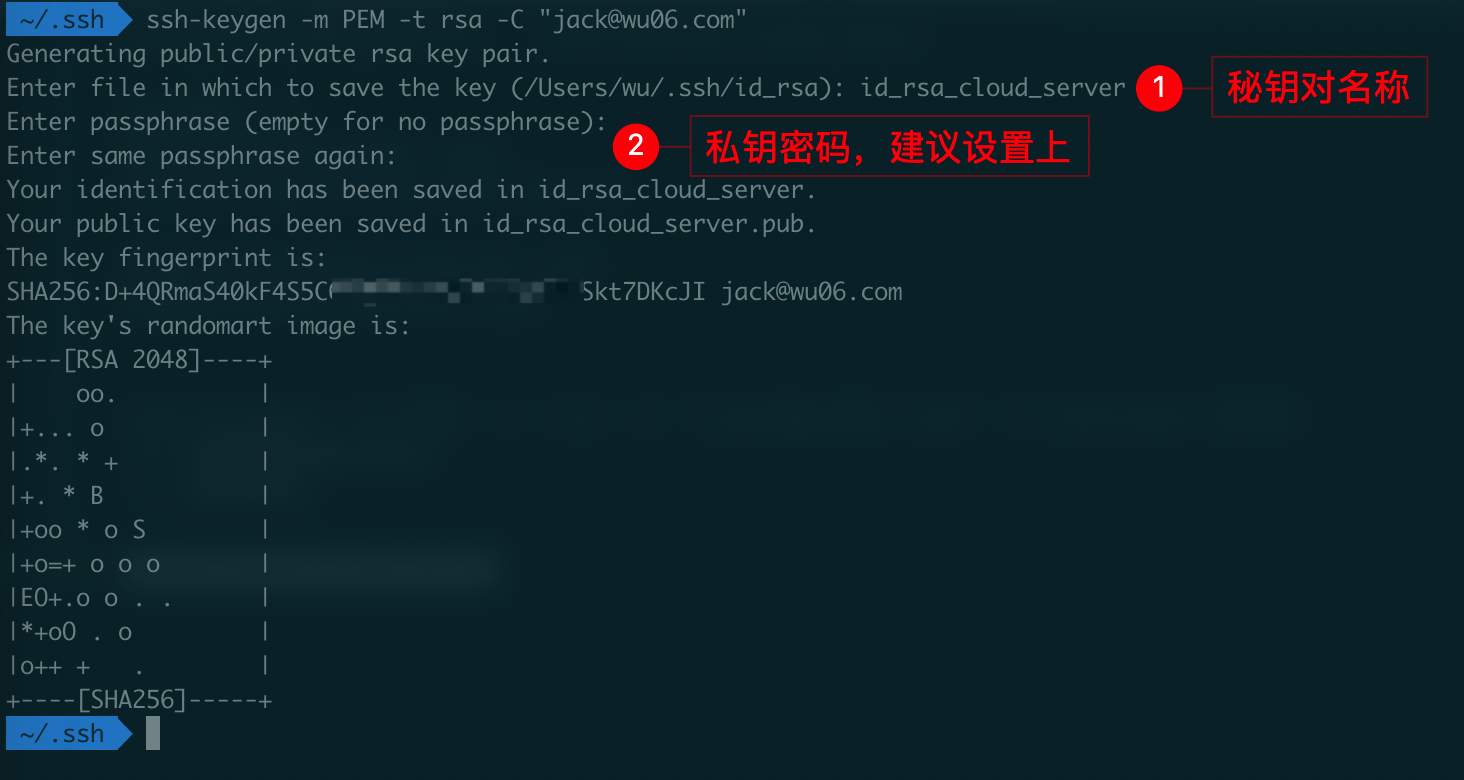 ~/.ssh ssh-keygen -m PEM -t rsa -C "jack@wu06.com"
Generating public/private rsa key pair.
Enter file in which to save the key (/Users/wu/.ssh/id_rsa): id_rsa_cloud_server 1 秘钥对名称
Enter passphrase (empty for no passphrase):
2 私钥密码，建议设置上
Enter same passphrase again:
Your identification has been saved in id_rsa_cloud_server.
Your public key has been saved in id_rsa_cloud_server.pub.
The key fingerprint is:
SHA256:D+4QRmaS40kF4S5C Skt7DKcJI jack@wu06.com
The key's randomart image is:
+---[RSA 2048]----+
|    oo.          |
|+... o           |
|.*. * +          |
|+. * B           |
|+oo * o S        |
|+o=+ o o o       |
|EO+.o o . .      |
|*+oO . o         |
|o++ +   .        |
+----[SHA256]-----+
~/.ssh